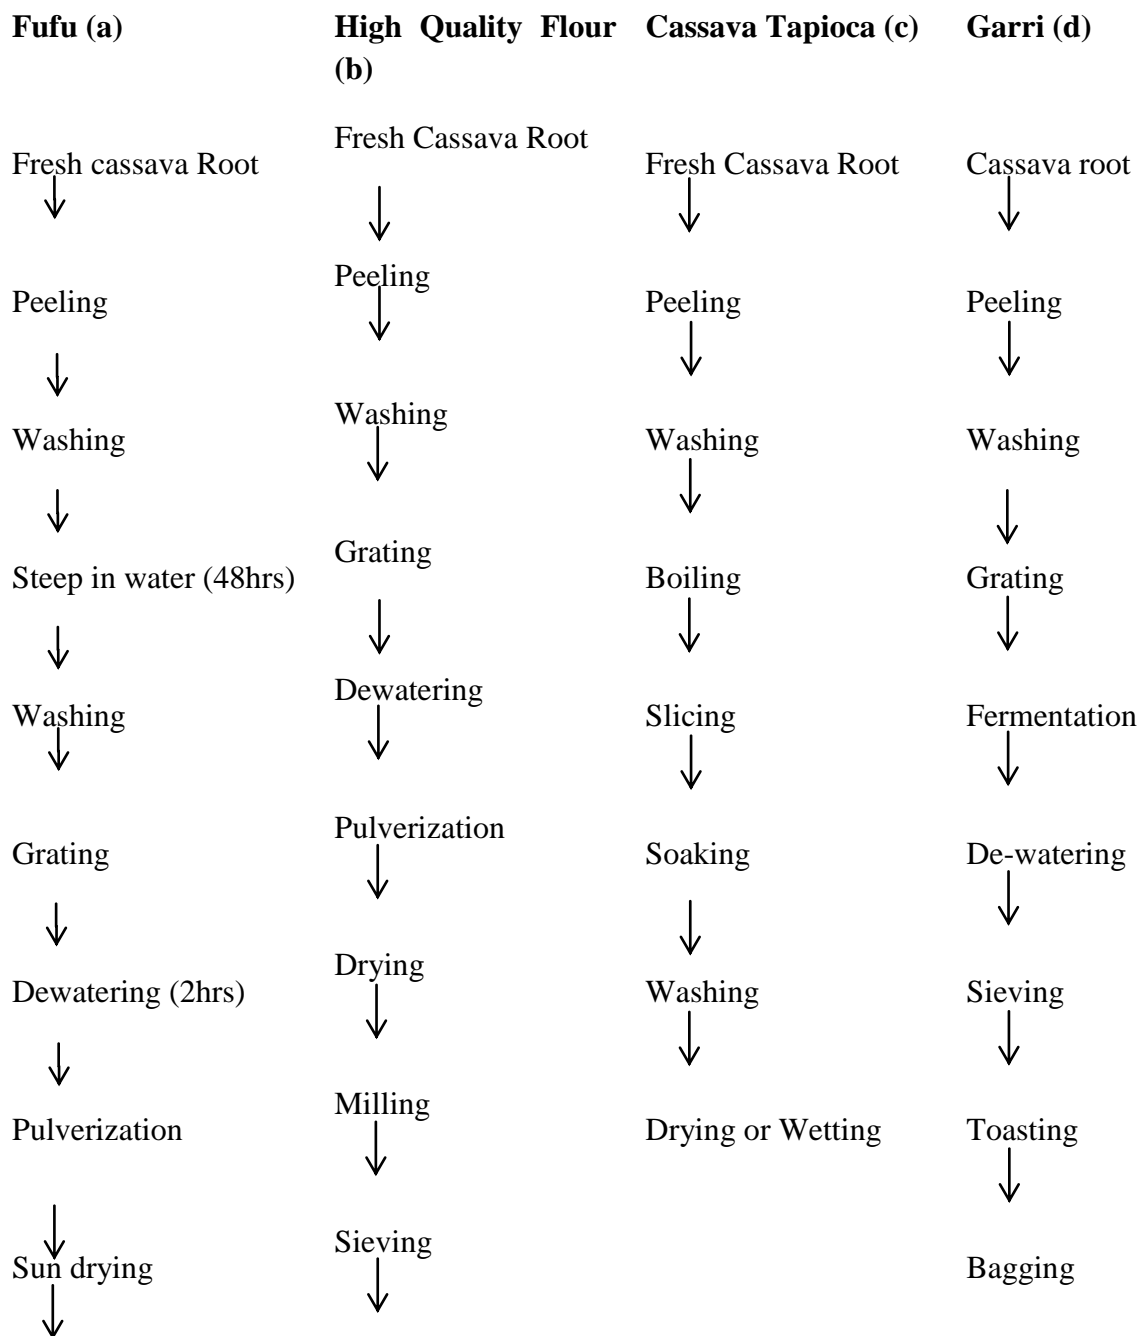 Fufu (a)
High Quality Flour
(b)
Cassava Tapioca (c)
Garri (d)
Fresh cassava Root
Peeling
Washing
Steep in water (48hrs)
Washing
Grating
Dewatering (2hrs)
Pulverization
Sun drying
Fresh Cassava Root
Peeling
Washing
Grating
Dewatering
Pulverization
Drying
Milling
Sieving
Fresh Cassava Root
Peeling
Washing
Boiling
Slicing
Soaking
Washing
Drying or Wetting
Cassava root
Peeling
Washing
Grating
Fermentation
De-watering
Sieving
Toasting
Bagging